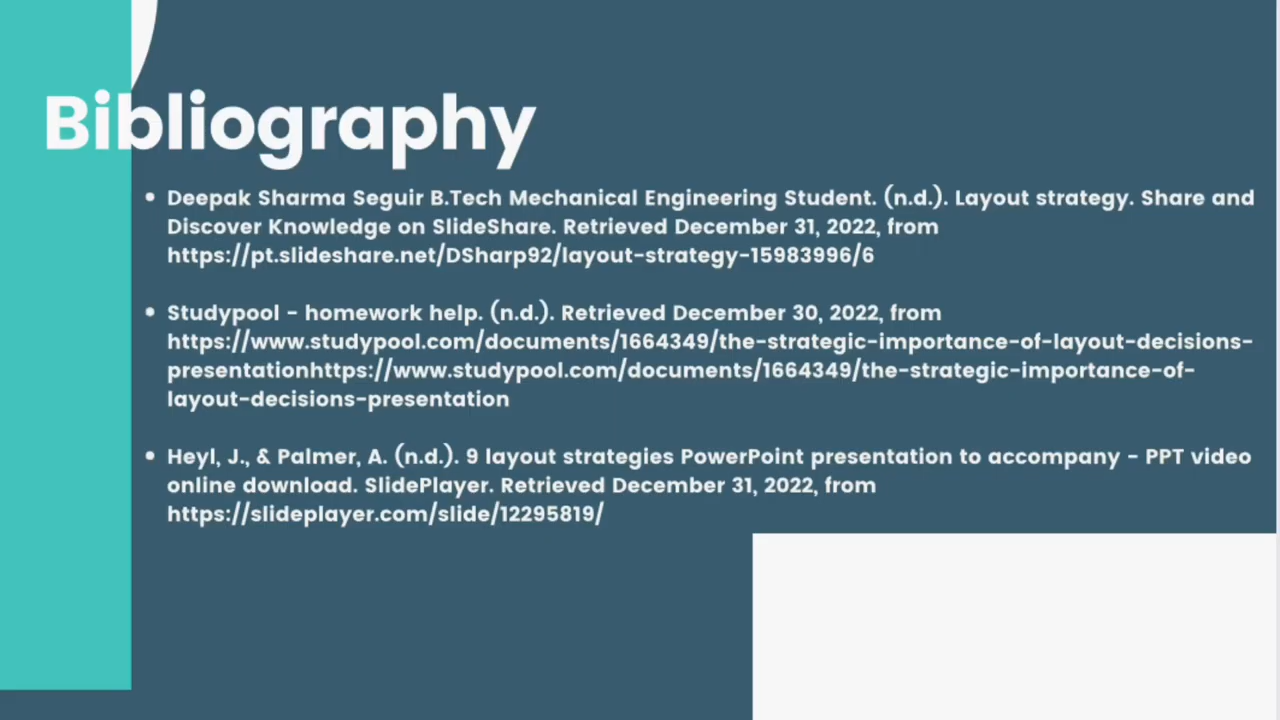 Bibliography
• Deepak Sharma Seguir B.Tech Mechanical Engineering Student. (n.d.). Layout strategy. Share and
Discover Knowledge on SlideShare. Retrieved December 31, 2022, from
https://pt.slideshare.net/DSharp92/layout-strategy-15983996/6
• Studypool - homework help. (n.d.). Retrieved December 30, 2022, from
https://www.studypool.com/documents/1664349/the-strategic-importance-of-layout-decisions-
presentationhttps://www.studypool.com/documents/1664349/the-strategic-importance-of-
layout-decisions-presentation
• Heyl, J., & Palmer, A. (n.d.). 9 layout strategies PowerPoint presentation to accompany - PPT video
online download. SlidePlayer. Retrieved December 31, 2022, from
https://slideplayer.com/slide/12295819/